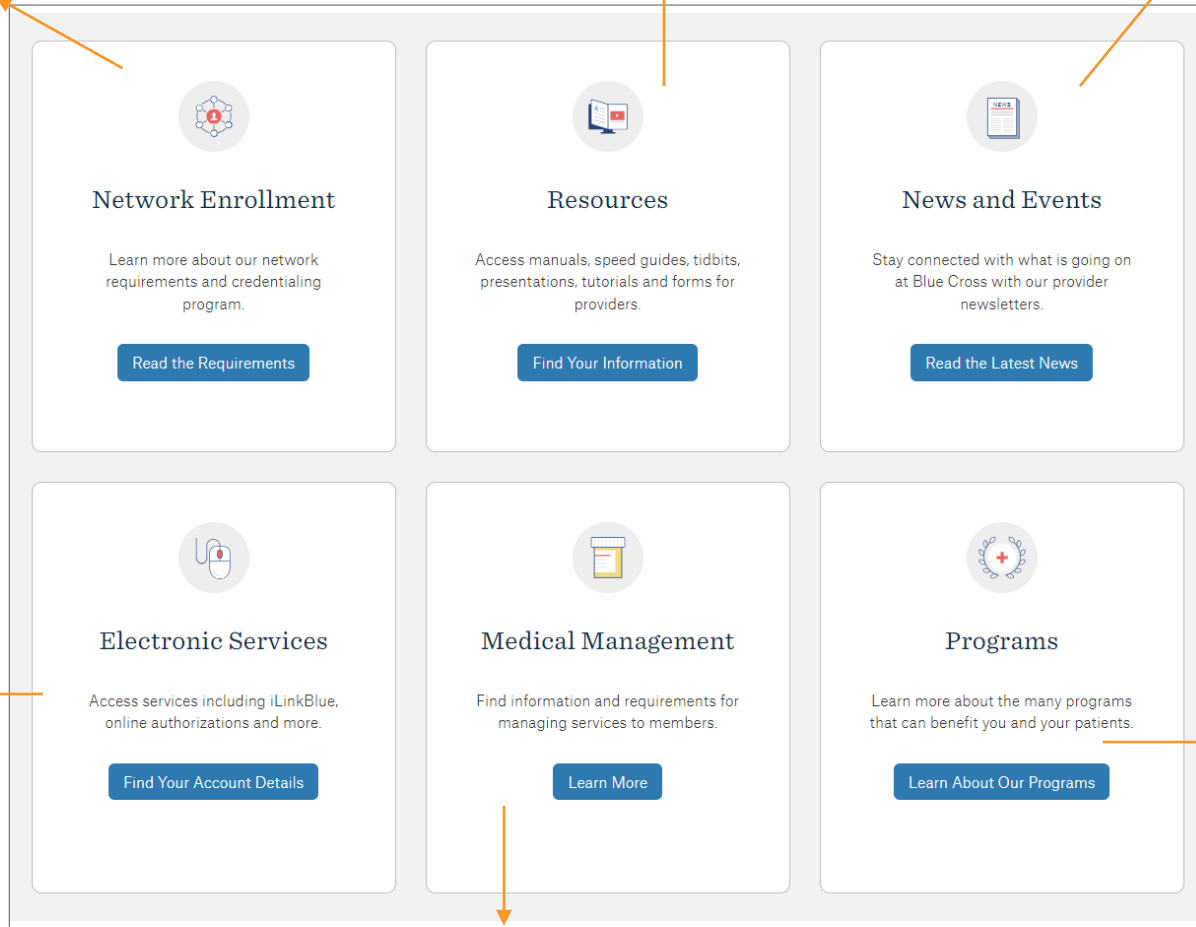 NEWS
Network Enrollment
Learn more about our network
requirements and credentialing
program.
Read the Requirements
Resources
Access manuals, speed guides, tidbits,
presentations, tutorials and forms for
providers.
Find Your Information
News and Events
Stay connected with what is going on
at Blue Cross with our provider
newsletters.
Read the Latest News
Electronic Services
Access services including iLinkBlue,
online authorizations and more.
Find Your Account Details
Medical Management
Find information and requirements for
managing services to members.
Learn More
Programs
Learn more about the many programs
that can benefit you and your patients.
Learn About Our Programs